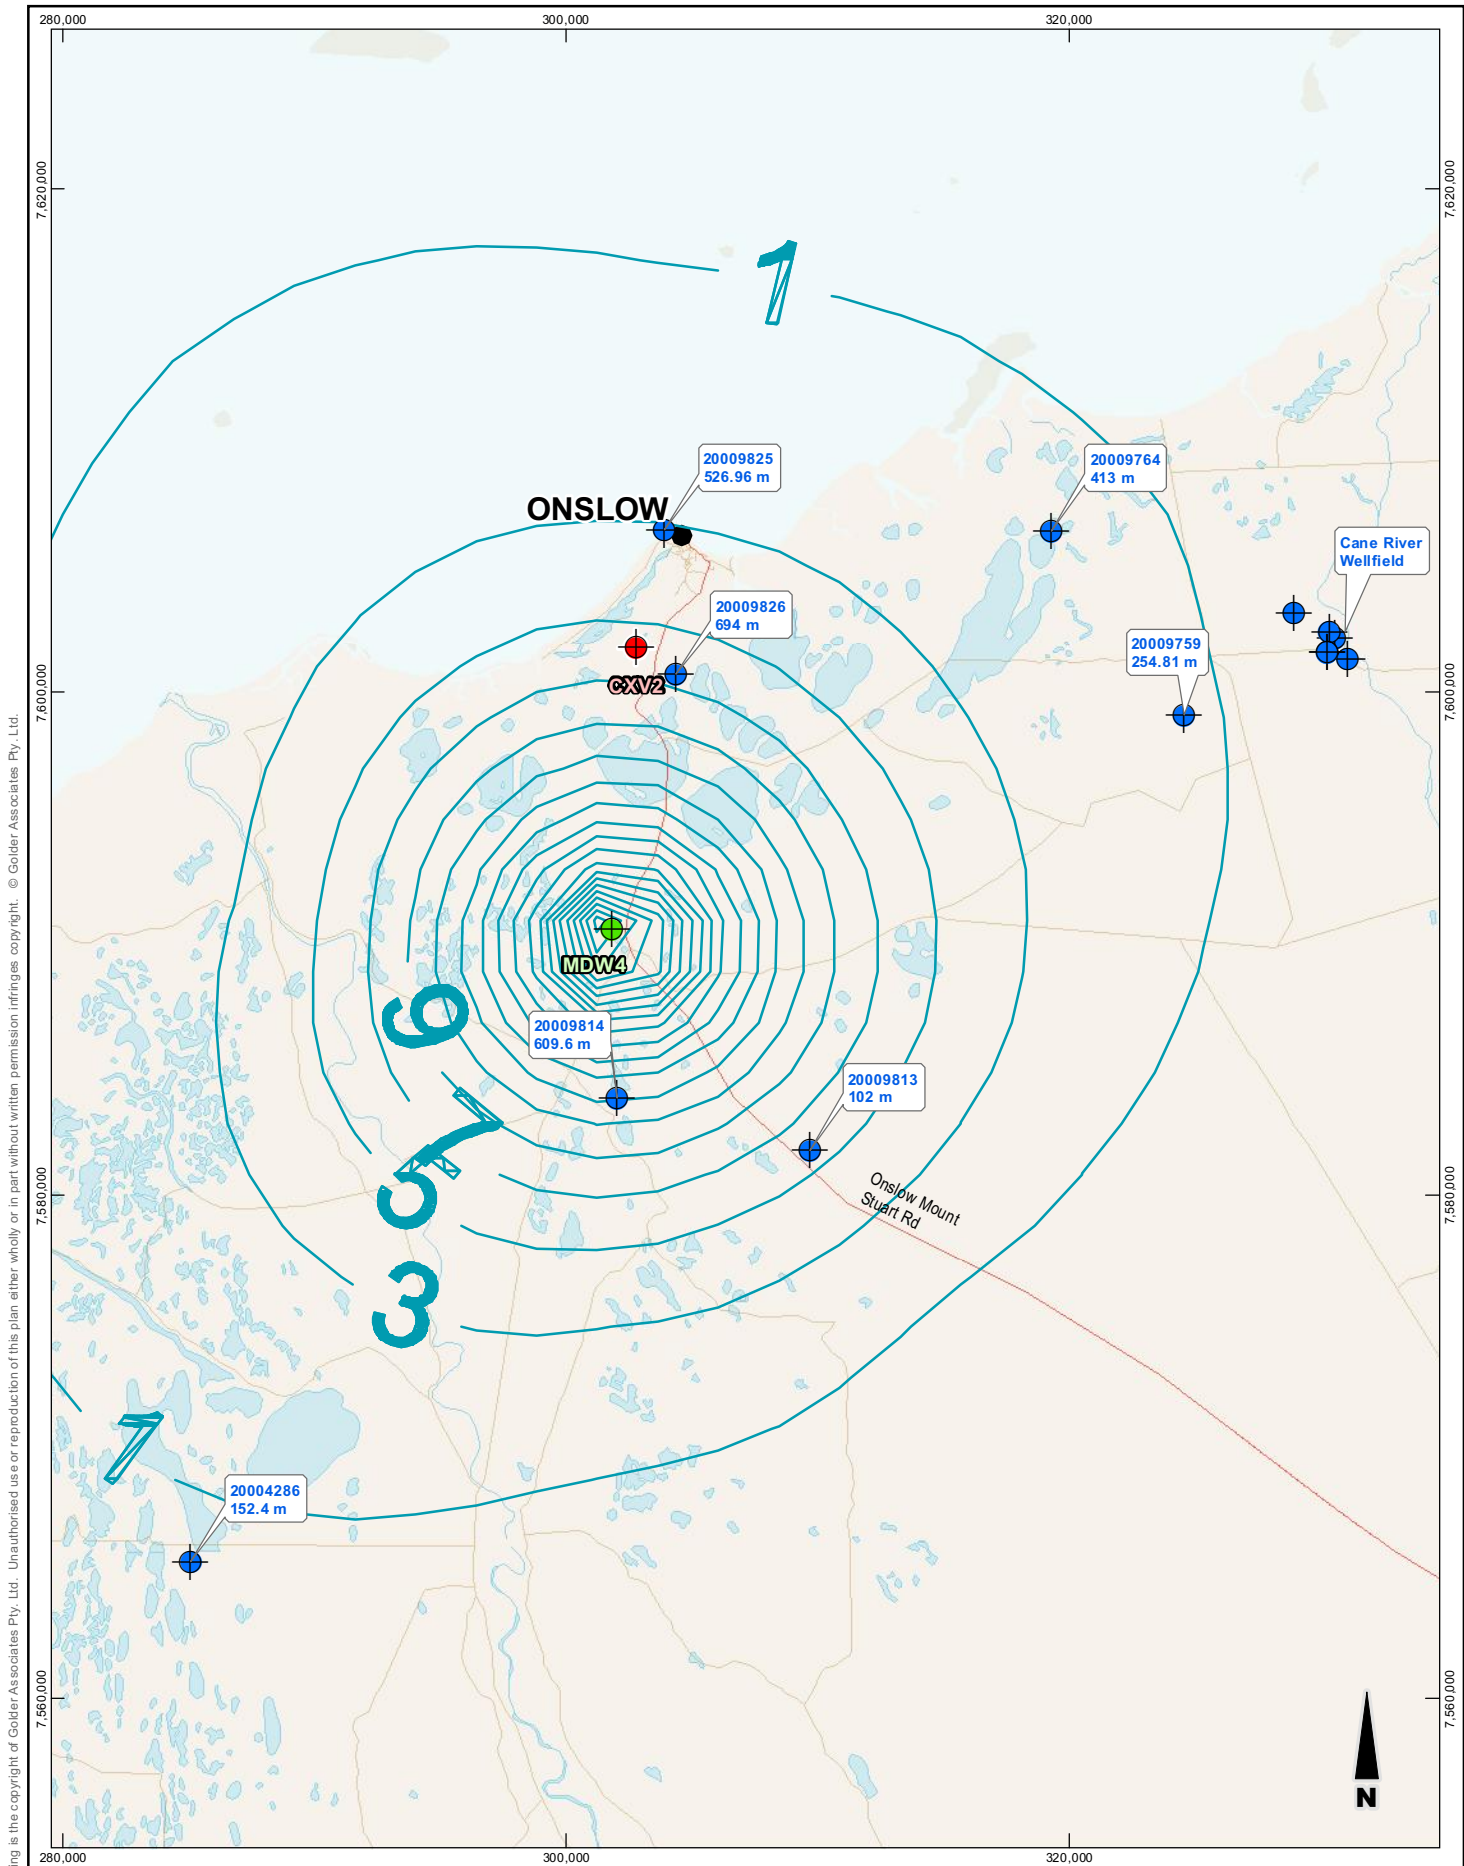 280,000
300,000
320,000
7,620,000
7,620,000
1
20009825
526.96 m
20009764
413 m
ONSLOW
Cane River
Wellfield
20009826
694 m
20009759
254.81 m
CXV2
7,600,000
7,600,000
MDW4
9
20009814
609.6 m
20009813
102 m
7
5
Onslow Mount
Stuart Rd
7,580,000
7,580,000
3
1
20004286
152.4 m
7,560,000
7,560,000
N
280,000
300,000
320,000
ing is the copyright of Golder Associates Pty. Ltd. Unauthorised use or reproduction of this plan either wholly or in part without written permission infringes copyright. © Golder Associates Pty. Ltd.